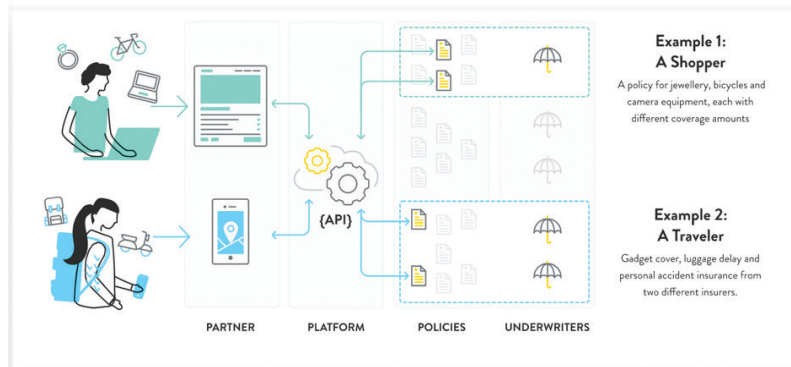 Example 1:
A Shopper
A policy for jewellery, bicycles and
camera equipment, each with
different coverage amounts
{API}
Example 2:
A Traveler
Gadget cover, luggage delay and
personal accident insurance from
two different insurers.
PARTNER
PLATFORM
POLICIES
UNDERWRITERS